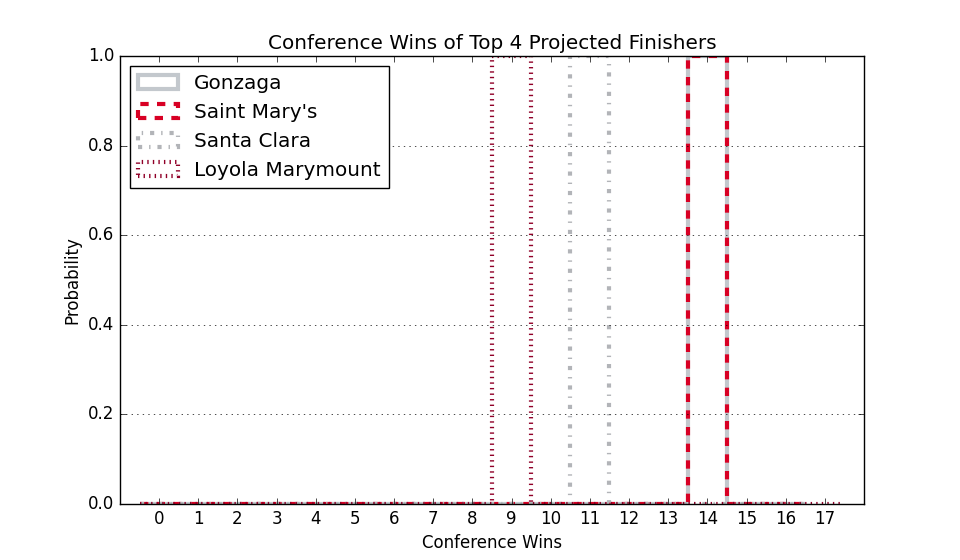 Conference Wins of Top 4 Projected Finishers
1.0
0.8
0.6
0.4
0.2
0.0
Probability
Gonzaga
Saint Mary's
Santa Clara
Loyola Marymount
0 1 2 3 4 5 6 7 8 9 10 11 12 13 14 15 16 17
Conference Wins